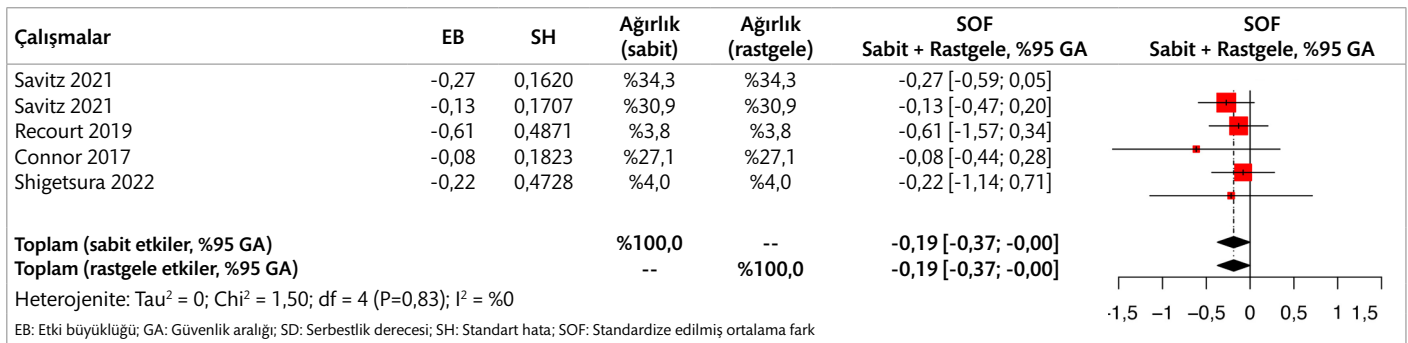 Çalışmalar EB SH Ağırlık (sabit) Ağırlık (rastgele) SOF Sabit + Rastgele, %95 GA SOF Sabit + Rastgele, %95 GA
Savitz 2021 -0,27 0,1620 %34,3 %34,3 -0,27 [-0,59; 0,05]
Savitz 2021 -0,13 0,1707 %30,9 %30,9 -0,13 [-0,47; 0,20]
Recourt 2019 -0,61 0,4871 %3,8 %3,8 -0,61 [-1,57; 0,34]
Connor 2017 -0,08 0,1823 %27,1 %27,1 -0,08 [-0,44; 0,28]
Shigetsura 2022 -0,22 0,4728 %4,0 %4,0 -0,22 [-1,14; 0,71]
Toplam (sabit etkiler, %95 GA) %100,0 -- -0,19 [-0,37; -0,00]
Toplam (rastgele etkiler, %95 GA) -- %100,0 -0,19 [-0,37; -0,00]
Heterojenite: Tau² = 0; Chi² = 1,50; df = 4 (P=0,83); I² = %0
-1,5 −1 −0,5 0 0,5 1 1,5
EB: Etki büyüklüğü; GA: Güvenlik aralığı; SD: Serbestlik derecesi; SH: Standart hata; SOF: Standardize edilmiş ortalama fark